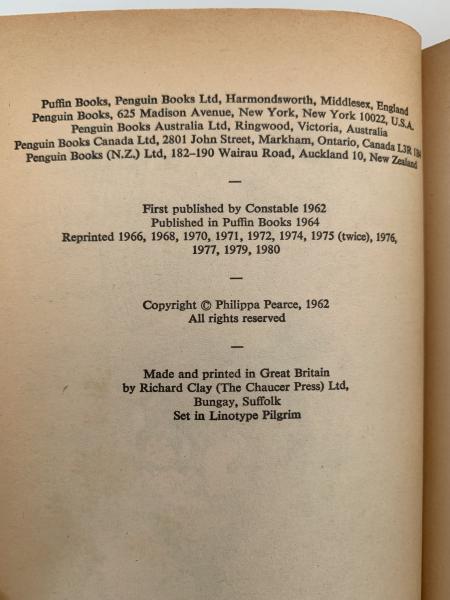 Puffin Books, Penguin Books Ltd, Harmondsworth, Middlesex, England
Penguin Books, 625 Madison Avenue, New York, New York 10022, U.S.A.
Penguin Books Australia Ltd, Ringwood, Victoria, Australia
Penguin Books Canada Ltd, 2801 John Street, Markham, Ontario, Canada L3R
Penguin Books (N.Z.) Ltd, 182–190 Wairau Road, Auckland 10, New Zealand
—
First published by Constable 1962
Published in Puffin Books 1964
Reprinted 1966, 1968, 1970, 1971, 1972, 1974, 1975 (twice), 1976,
1977, 1979, 1980
—
Copyright © Philippa Pearce, 1962
All rights reserved
—
Made and printed in Great Britain
by Richard Clay (The Chaucer Press) Ltd,
Bungay, Suffolk
Set in Linotype Pilgrim